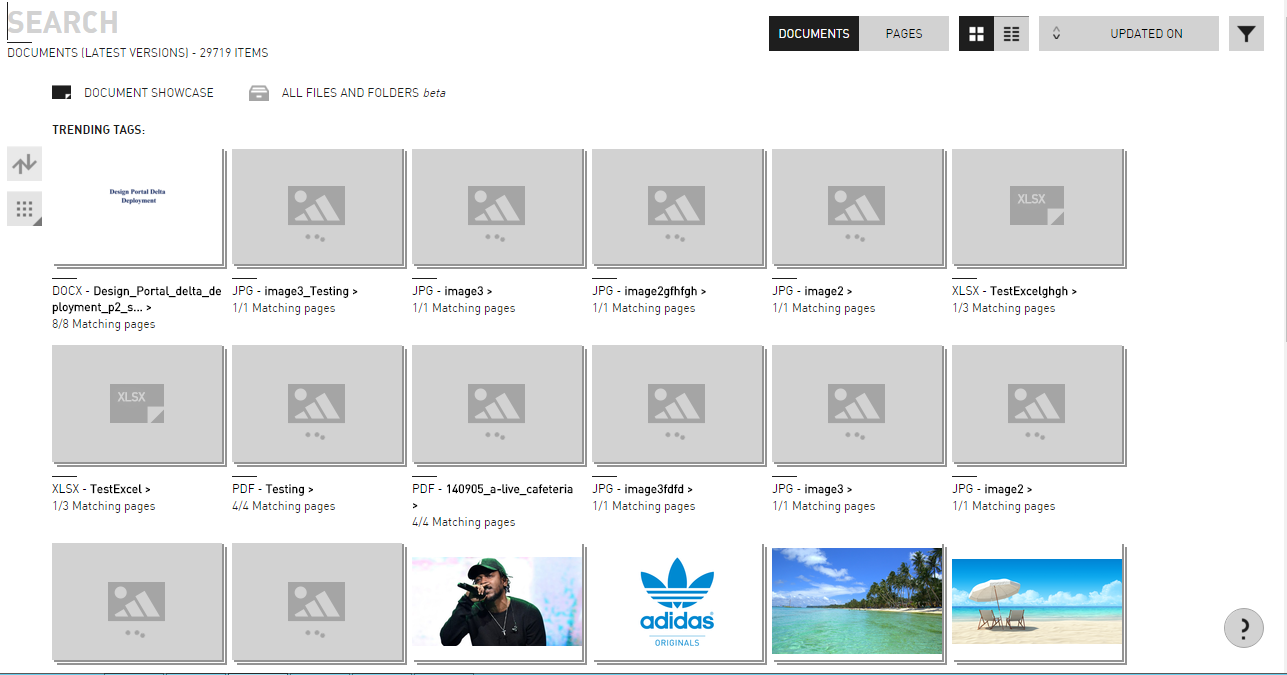 SEARCH
DOCUMENTS (LATEST VERSIONS) - 29719 ITEMS
DOCUMENTS
PAGES
UPDATED ON
DOCUMENT SHOWCASE
ALL FILES AND FOLDERS beta
TRENDING TAGS:
Design Portal Delta
Deployment
XLSX
DOCX - Design_Portal_delta_de
ployment_p2_s... >
8/8 Matching pages
JPG - image3_Testing >
1/1 Matching pages
JPG - image3 >
1/1 Matching pages
JPG - image2gfhfgh >
1/1 Matching pages
JPG - image2 >
1/1 Matching pages
XLSX - TestExcelghgh >
1/3 Matching pages
XLSX
XLSX - TestExcel >
1/3 Matching pages
PDF - Testing >
4/4 Matching pages
PDF - 140905_a-live_cafeteria
>
4/4 Matching pages
JPG - image3fdfd >
1/1 Matching pages
JPG - image3 >
1/1 Matching pages
JPG - image2 >
1/1 Matching pages
adidas
ORIGINALS
?